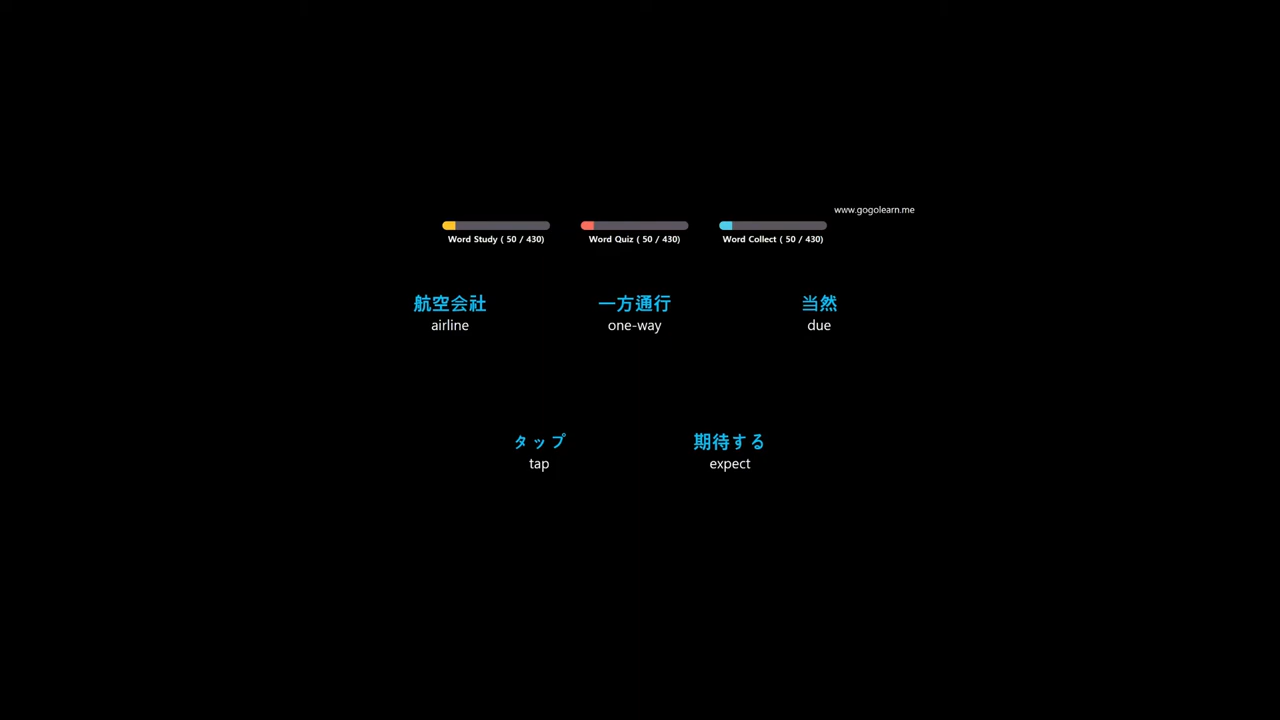 www.gogolearn.me
Word Study ( 50 / 430)
Word Quiz ( 50 / 430)
Word Collect ( 50 / 430)
航空会社
airline
一方通行
one-way
当然
due
タップ
tap
期待する
expect